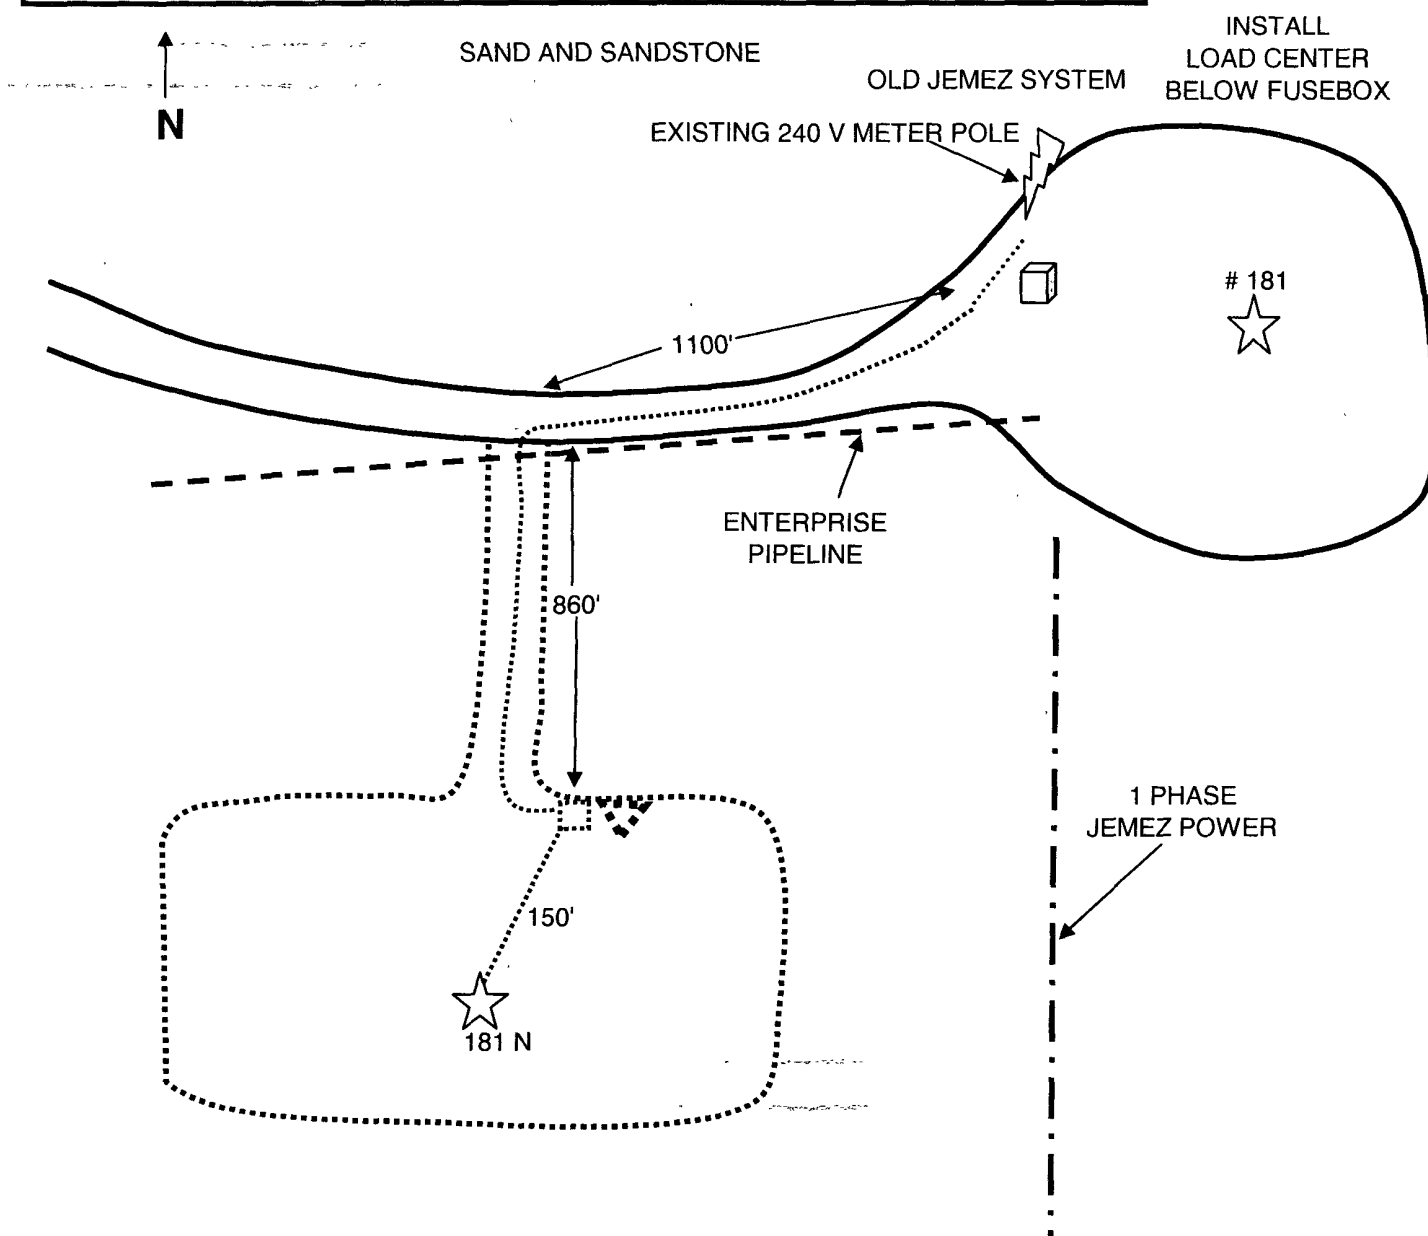 INSTALL
LOAD CENTER
BELOW FUSEBOX
SAND AND SANDSTONE
OLD JEMEZ SYSTEM
N
EXISTING 240 V METER POLE
# 181
1100'
ENTERPRISE
PIPELINE
860'
1 PHASE
JEMEZ POWER
150'
181 N